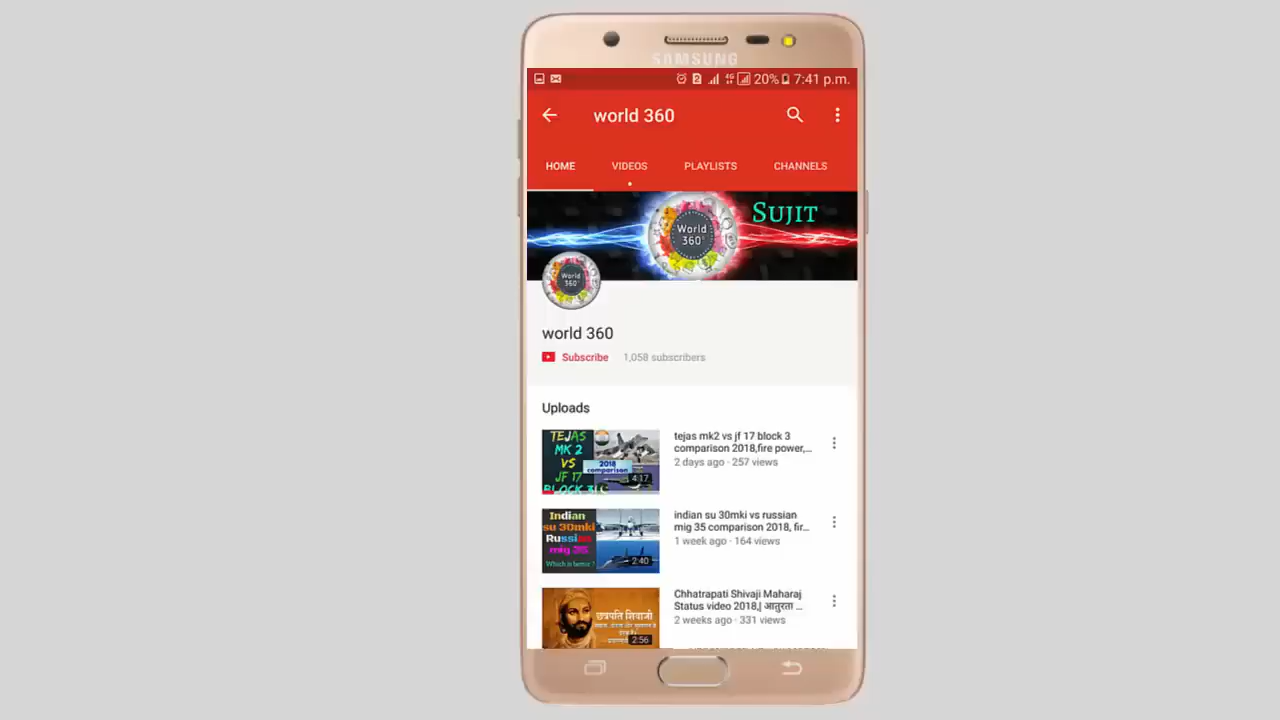 SAMSUNG
20% 7:41 p.m.
world 360
HOME VIDEOS PLAYLISTS CHANNELS
Sujit
World
360°
World
360°
world 360
Subscribe 1,058 subscribers
Uploads
TEJAS
MK 2
VS
JF 17
BLOCK 3
2018
comparison
4:17
tejas mk2 vs jf 17 block 3
comparison 2018,fire power,...
2 days ago · 257 views
Indian
su 30mki
Russian
mig 35
Which is better ?
2:40
indian su 30mki vs russian
mig 35 comparison 2018, fir...
1 week ago · 164 views
छत्रपति शिवाजी
2:56
Chhatrapati Shivaji Maharaj
Status video 2018,| आतुरता ...
2 weeks ago · 331 views